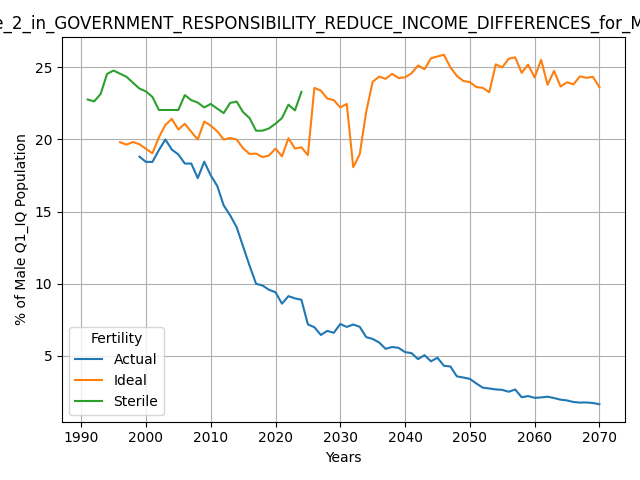 e_2_in_GOVERNMENT_RESPONSIBILITY_REDUCE_INCOME_DIFFERENCES_for_M
25
20
15
10
5
% of Male Q1_IQ Population
Fertility
Actual
Ideal
Sterile
1990 2000 2010 2020 2030 2040 2050 2060 2070
Years